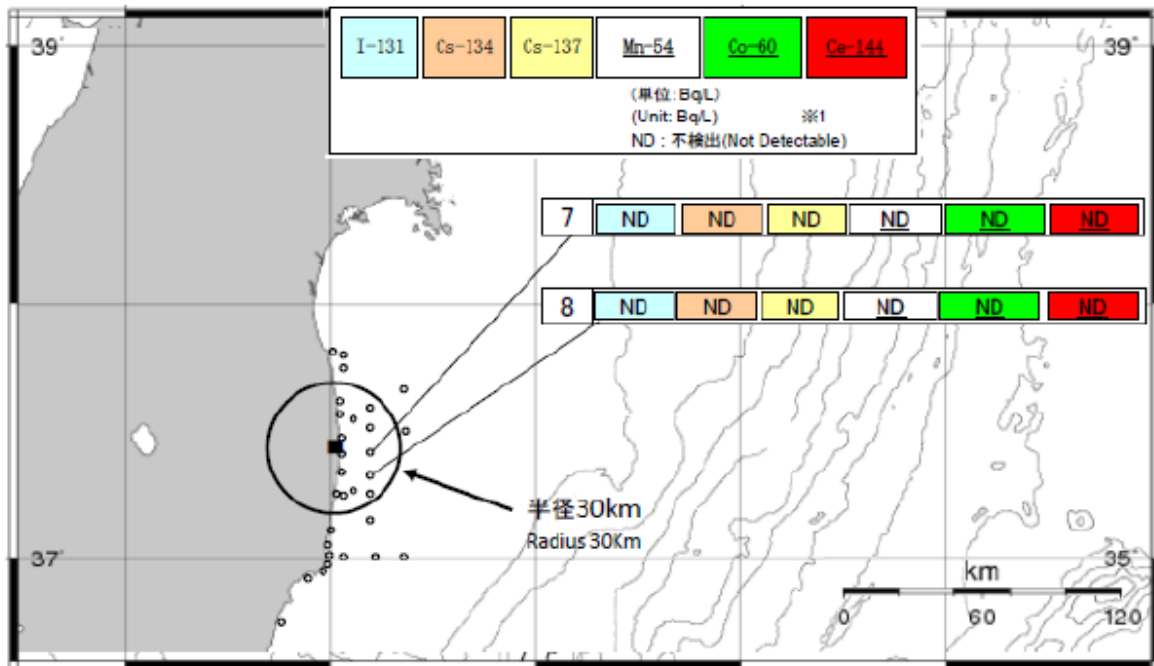 I-131 Cs-134 Cs-137 Mn-54 Co-60 Ce-144
(単位: Bq/L)
(Unit: Bq/L) ※1
ND : 不検出(Not Detectable)
39° 39°
7 ND ND ND ND ND ND
8 ND ND ND ND ND ND
半径30km
Radius 30Km
37° 35°
km
0 60 120